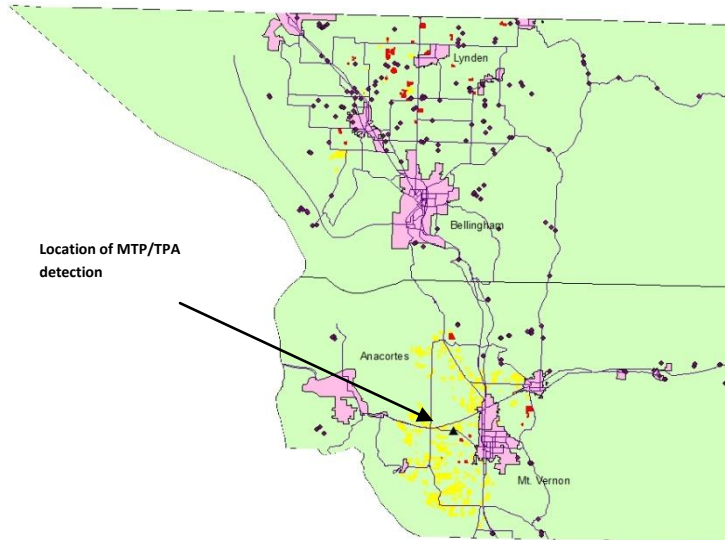 Lynden
Bellingham
Location of MTP/TPA
detection
Anacortes
Mt. Vernon